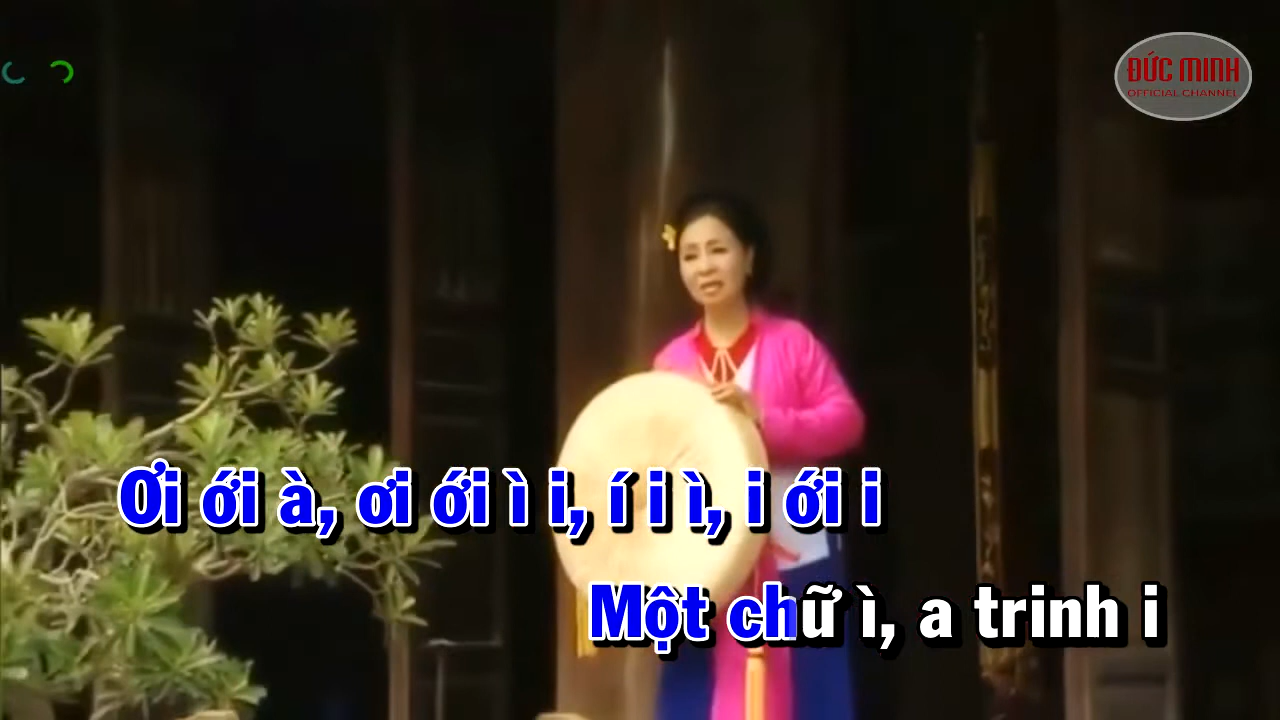 ĐỨC MINH
OFFICIAL CHANNEL
Ơi ới à, ơi ới ì i, í i ì, i ới i
Một chữ ì, a trinh i